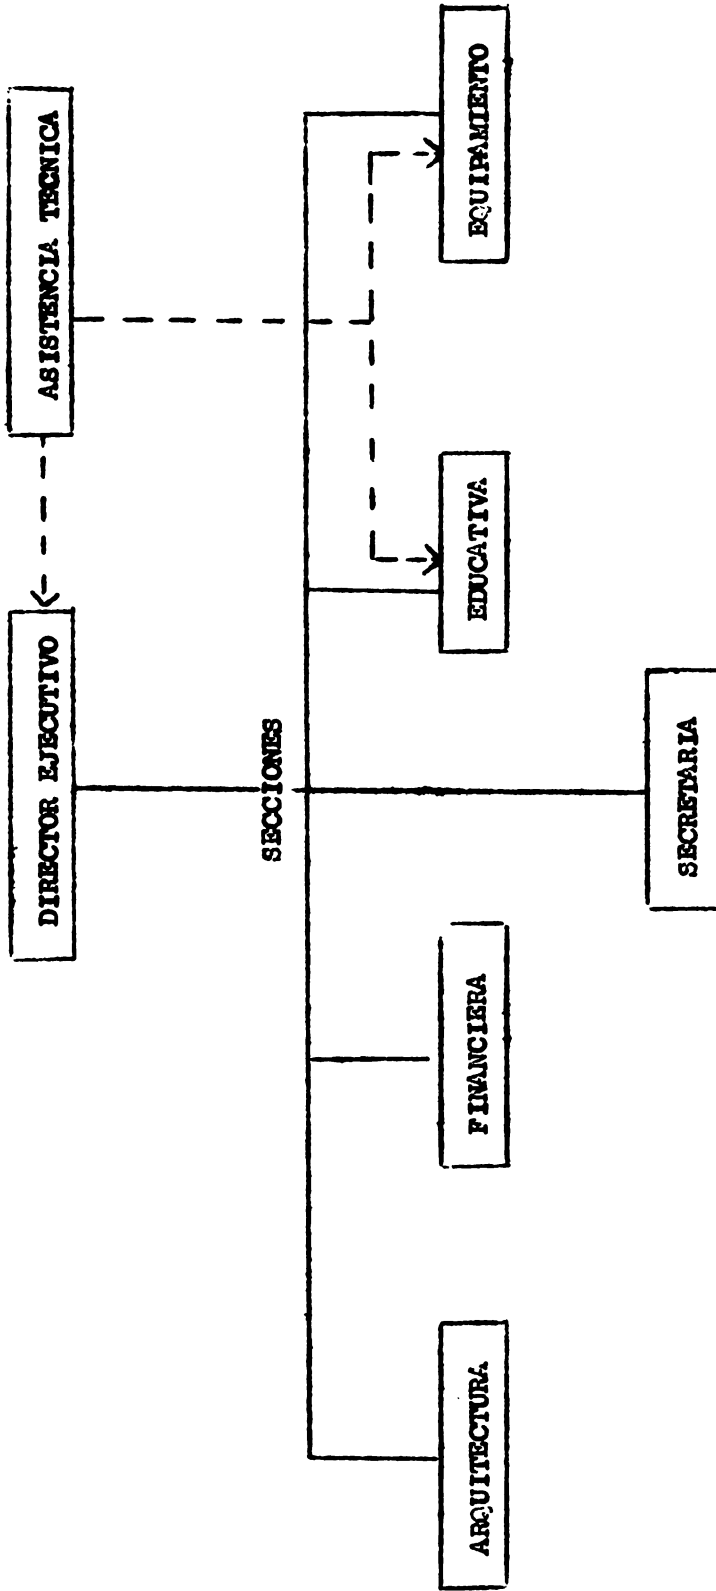 DIRECTOR EJECUTIVO
ASISTENCIA TECNICA
SECCIONES
ARQUITECTURA
FINANCIERA
EDUCATIVA
EQUIPAMIENTO
SECRETARIA